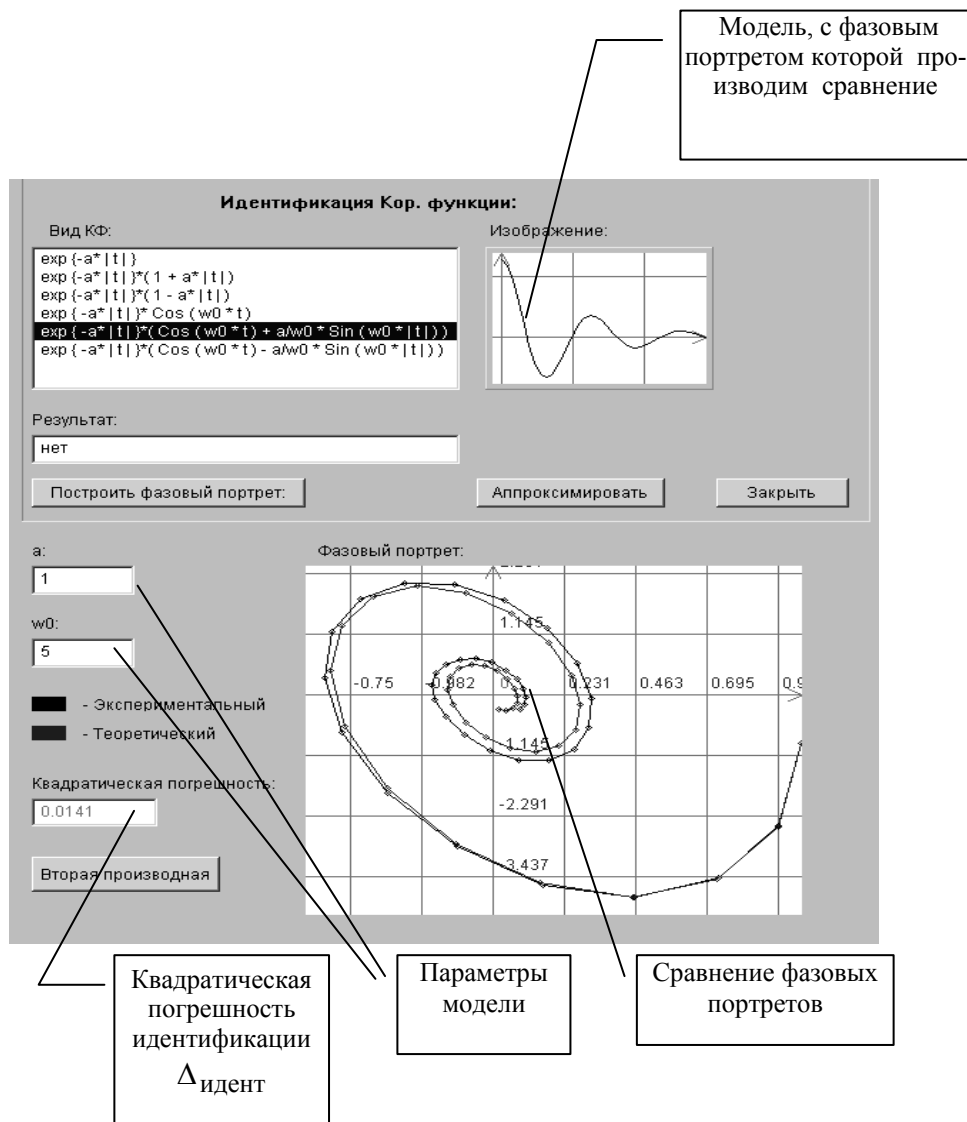 Модель, с фазовым
портретом которой про-
изводим сравнение
Идентификация Кор. функции:
Вид КФ:
Изображение:
exp {-a* | t | }
exp {-a* | t | }*(1 + a* | t | )
exp {-a* | t | }*(1 - a* | t | )
exp { -a* | t | }* Cos ( w0 * t )
exp { -a* | t | }*( Cos ( w0 * t ) + a/w0 * Sin ( w0 * | t | ) )
exp { -a* | t | }*( Cos ( w0 * t ) - a/w0 * Sin ( w0 * | t | ) )
Результат:
нет
Построить фазовый портрет:
Аппроксимировать
Закрыть
a:
Фазовый портрет:
1
1.145
w0:
5
-0.75
0.231
0.463
0.695
- Экспериментальный
- Теоретический
1.145
Квадратическая погрешность:
0.0141
-2.291
Вторая производная
3.437
Квадратическая
погрешность
идентификации
Δидент
Параметры
модели
Сравнение фазовых
портретов